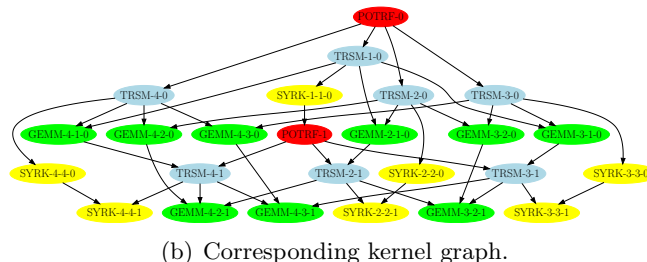 POTRF-0
TRSM-1-0
TRSM-4-0 SYRK-1-1-0 TRSM-2-0 TRSM-3-0
GEMM-4-1-0 GEMM-4-2-0 GEMM-4-3-0 POTRF-1 GEMM-2-1-0 GEMM-3-2-0 GEMM-3-1-0
SYRK-4-4-0 TRSM-4-1 TRSM-2-1 SYRK-2-2-0 TRSM-3-1 SYRK-3-3-0
SYRK-4-4-1 GEMM-4-2-1 GEMM-4-3-1 SYRK-2-2-1 GEMM-3-2-1 SYRK-3-3-1
(b) Corresponding kernel graph.